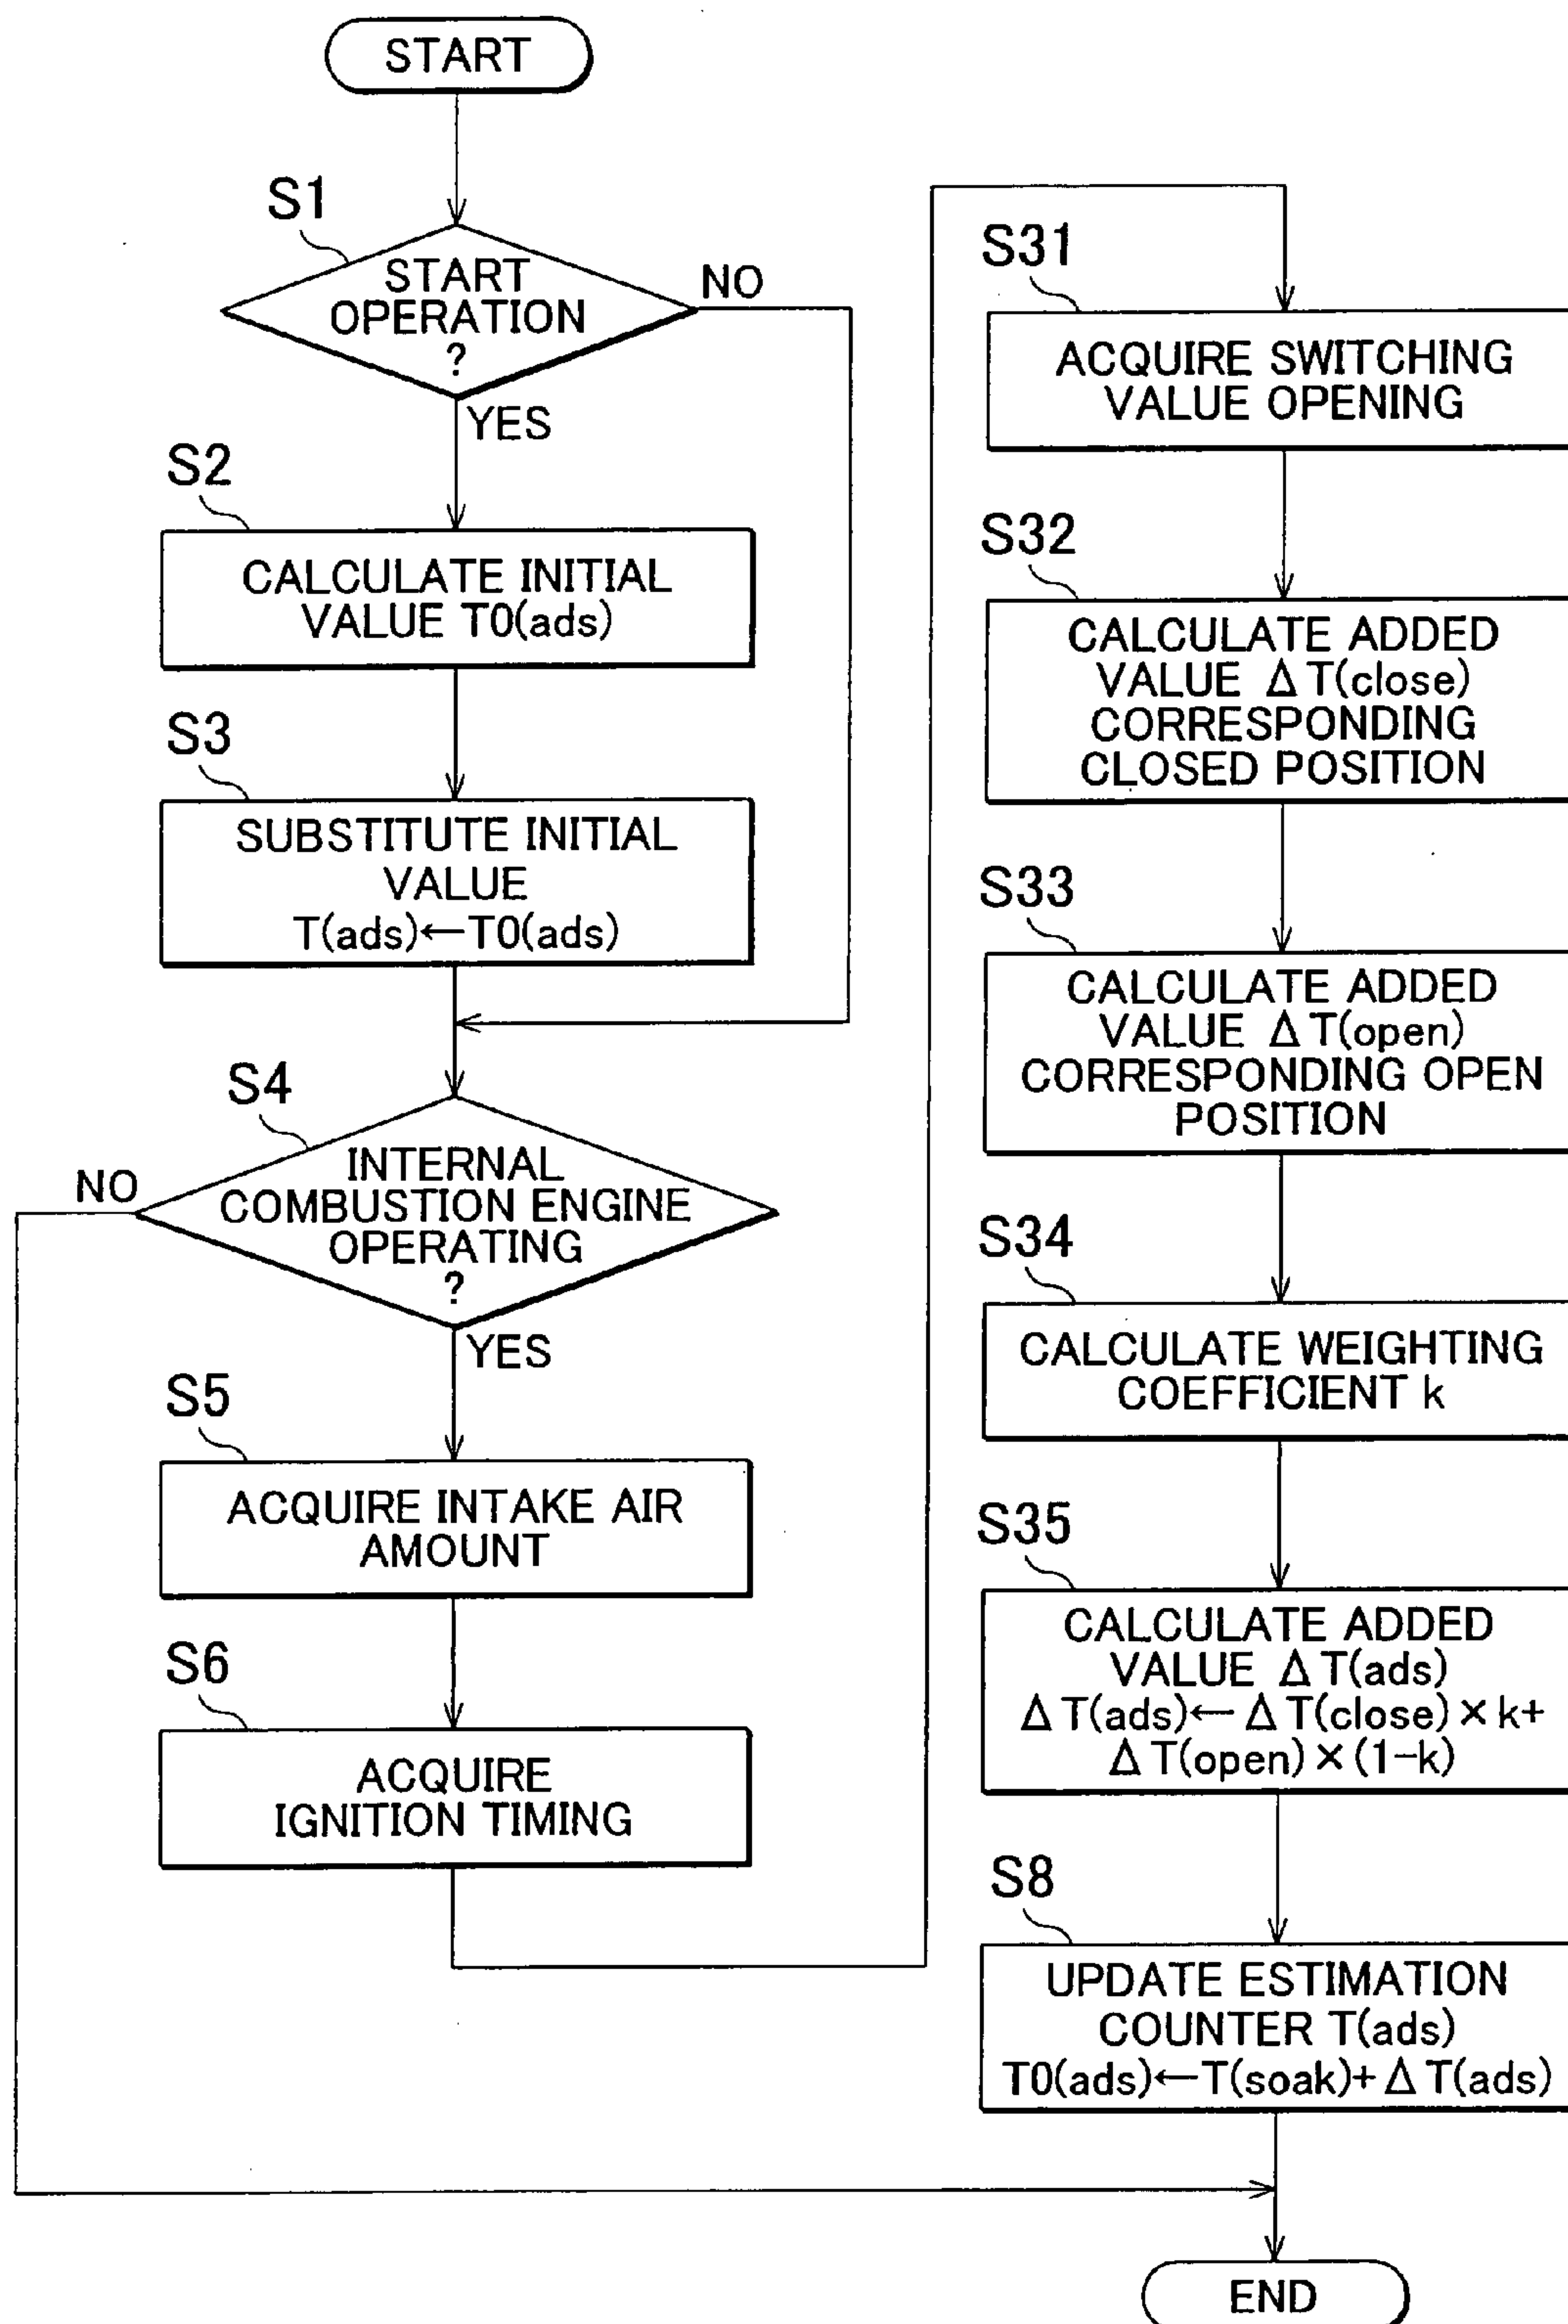 START
S1
START
OPERATION
?
NO
YES
S2
CALCULATE INITIAL
VALUE T0(ads)
S3
SUBSTITUTE INITIAL
VALUE
T(ads)←T0(ads)
S4
INTERNAL
COMBUSTION ENGINE
OPERATING
?
NO
YES
S5
ACQUIRE INTAKE AIR
AMOUNT
S6
ACQUIRE
IGNITION TIMING
S31
ACQUIRE SWITCHING
VALUE OPENING
S32
CALCULATE ADDED
VALUE ΔT(close)
CORRESPONDING
CLOSED POSITION
S33
CALCULATE ADDED
VALUE ΔT(open)
CORRESPONDING OPEN
POSITION
S34
CALCULATE WEIGHTING
COEFFICIENT k
S35
CALCULATE ADDED
VALUE ΔT(ads)
ΔT(ads)←ΔT(close)×k+
ΔT(open)×(1-k)
S8
UPDATE ESTIMATION
COUNTER T(ads)
T0(ads)←T(soak)+ΔT(ads)
END